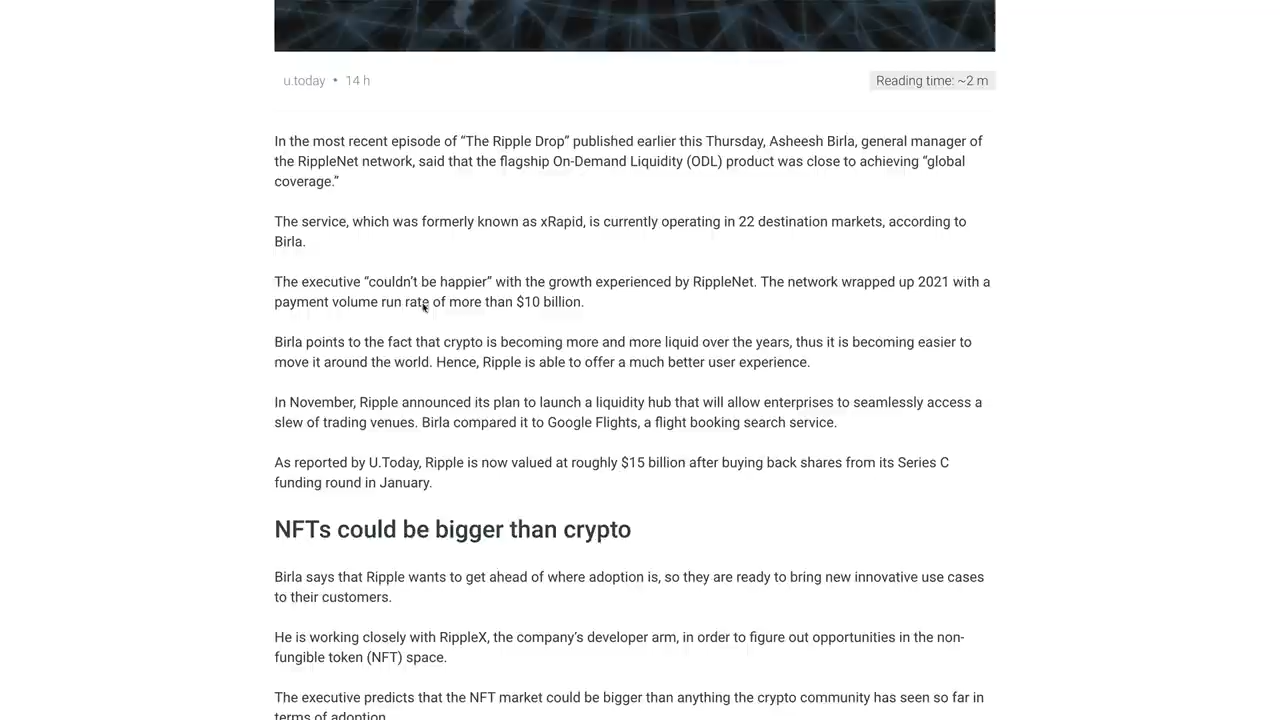 u.today • 14 h
Reading time: ~2 m
In the most recent episode of “The Ripple Drop” published earlier this Thursday, Asheesh Birla, general manager of
the RippleNet network, said that the flagship On-Demand Liquidity (ODL) product was close to achieving “global
coverage.”
The service, which was formerly known as xRapid, is currently operating in 22 destination markets, according to
Birla.
The executive “couldn’t be happier” with the growth experienced by RippleNet. The network wrapped up 2021 with a
payment volume run rate of more than $10 billion.
Birla points to the fact that crypto is becoming more and more liquid over the years, thus it is becoming easier to
move it around the world. Hence, Ripple is able to offer a much better user experience.
In November, Ripple announced its plan to launch a liquidity hub that will allow enterprises to seamlessly access a
slew of trading venues. Birla compared it to Google Flights, a flight booking search service.
As reported by U.Today, Ripple is now valued at roughly $15 billion after buying back shares from its Series C
funding round in January.
NFTs could be bigger than crypto
Birla says that Ripple wants to get ahead of where adoption is, so they are ready to bring new innovative use cases
to their customers.
He is working closely with RippleX, the company’s developer arm, in order to figure out opportunities in the non-
fungible token (NFT) space.
The executive predicts that the NFT market could be bigger than anything the crypto community has seen so far in
terms of adoption.